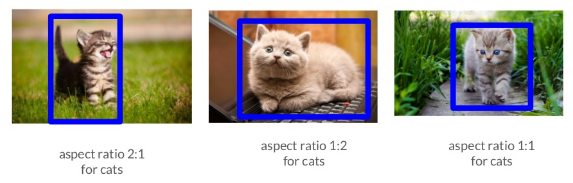 aspect ratio 2:1
for cats
aspect ratio 1:2
for cats
aspect ratio 1:1
for cats